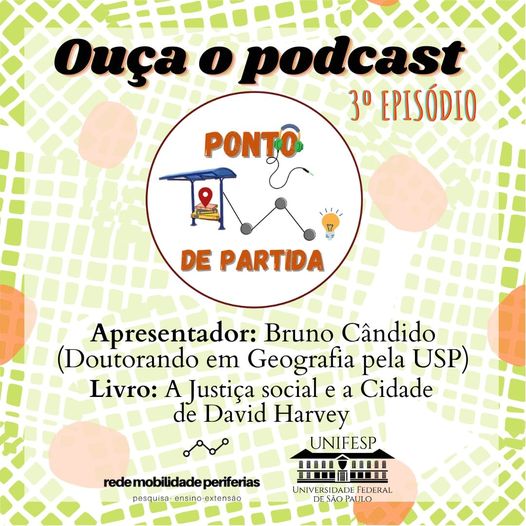 Ouça o podcast
3º EPISÓDIO
PONTO
DE PARTIDA
Apresentador: Bruno Cândido
(Doutorando em Geografia pela USP)
Livro: A Justiça social e a Cidade
de David Harvey
rede mobilidade periferias
pesquisa- ensino-extensão
UNIFESP
UNIVERSIDADE FEDERAL
DE SÃO PAULO